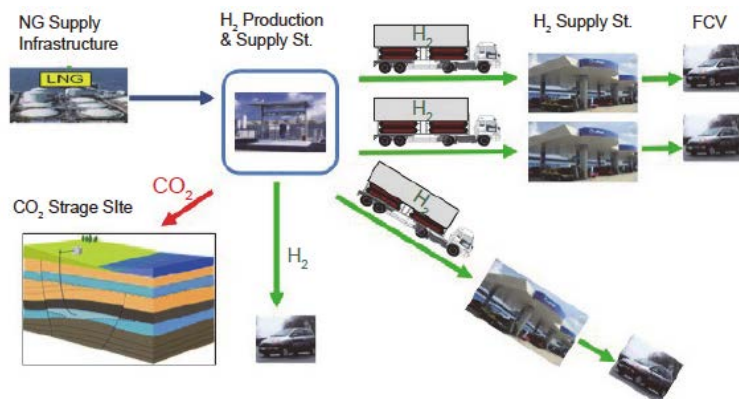 NG Supply
Infrastructure
LNG
H₂ Production
& Supply St.
H₂
H₂
H₂
H₂ Supply St.
FCV
CO₂
CO₂ Strage SIte
H₂